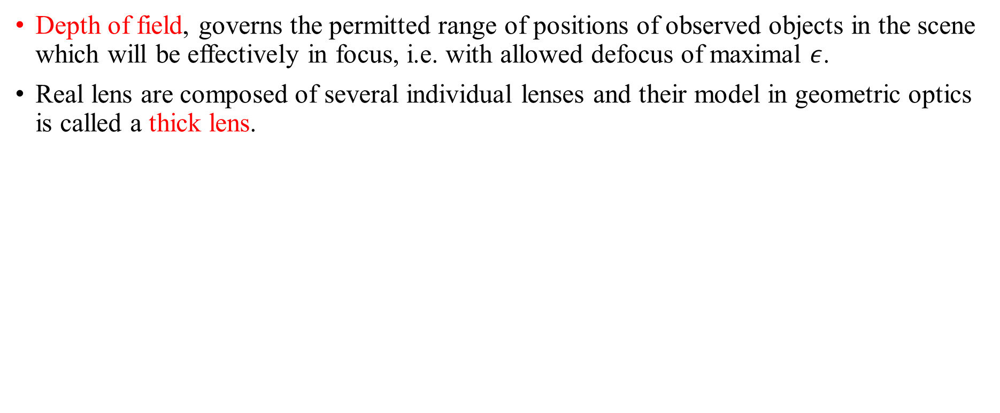 • Depth of field, governs the permitted range of positions of observed objects in the scene
which will be effectively in focus, i.e. with allowed defocus of maximal ϵ.
• Real lens are composed of several individual lenses and their model in geometric optics
is called a thick lens.